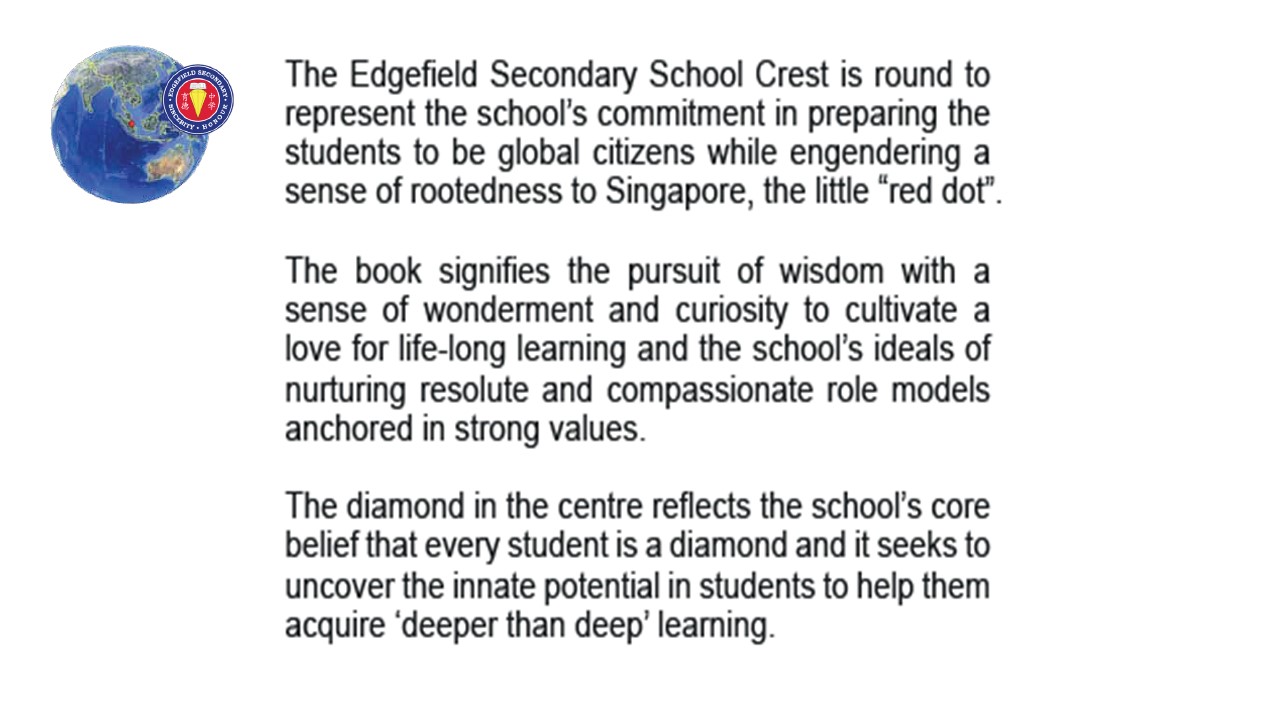 EDGEFIELD SECONDARY
育 中
德 学
SINCERITY • HONOUR
The Edgefield Secondary School Crest is round to
represent the school’s commitment in preparing the
students to be global citizens while engendering a
sense of rootedness to Singapore, the little “red dot”.
The book signifies the pursuit of wisdom with a
sense of wonderment and curiosity to cultivate a
love for life-long learning and the school’s ideals of
nurturing resolute and compassionate role models
anchored in strong values.
The diamond in the centre reflects the school’s core
belief that every student is a diamond and it seeks to
uncover the innate potential in students to help them
acquire ‘deeper than deep’ learning.